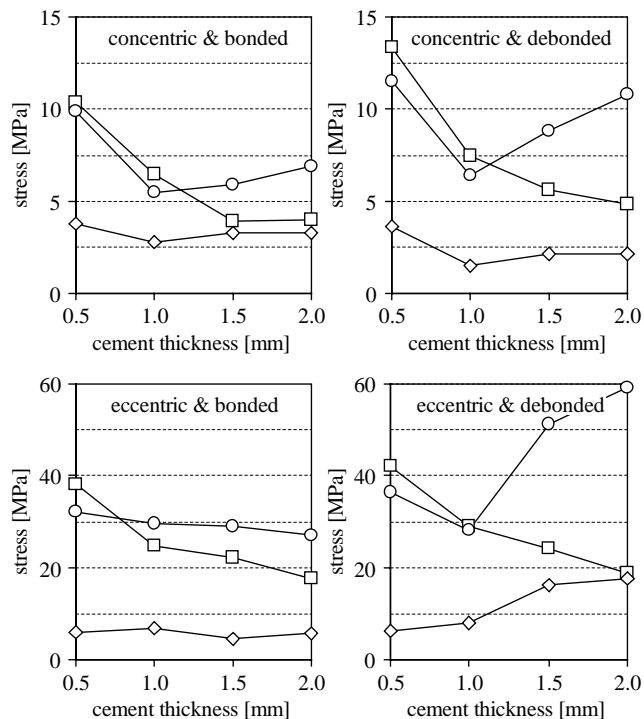 concentric & bonded
15
10
5
0
stress [MPa]
0.5 1.0 1.5 2.0
cement thickness [mm]
concentric & debonded
15
10
5
0
stress [MPa]
0.5 1.0 1.5 2.0
cement thickness [mm]
eccentric & bonded
60
40
20
0
stress [MPa]
0.5 1.0 1.5 2.0
cement thickness [mm]
eccentric & debonded
60
40
20
0
stress [MPa]
0.5 1.0 1.5 2.0
cement thickness [mm]